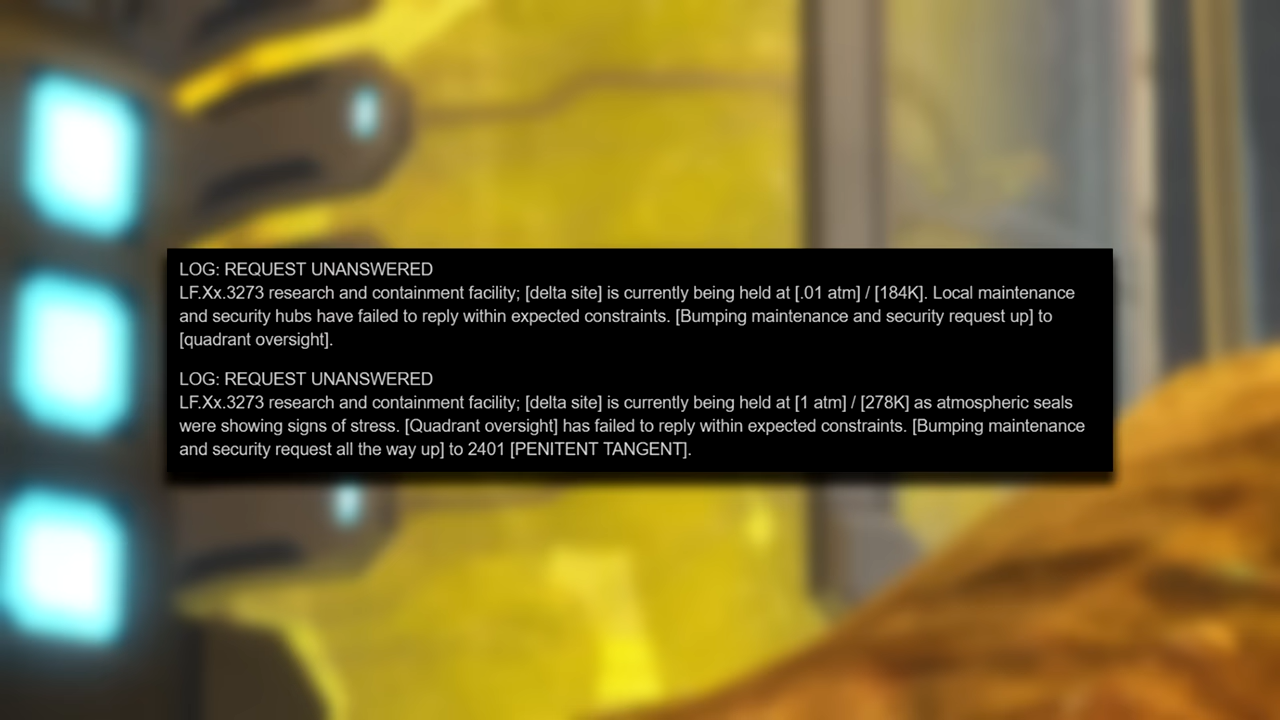 LOG: REQUEST UNANSWERED
LF.Xx.3273 research and containment facility; [delta site] is currently being held at [.01 atm] / [184K]. Local maintenance
and security hubs have failed to reply within expected constraints. [Bumping maintenance and security request up] to
[quadrant oversight].
LOG: REQUEST UNANSWERED
LF.Xx.3273 research and containment facility; [delta site] is currently being held at [1 atm] / [278K] as atmospheric seals
were showing signs of stress. [Quadrant oversight] has failed to reply within expected constraints. [Bumping maintenance
and security request all the way up] to 2401 [PENITENT TANGENT].